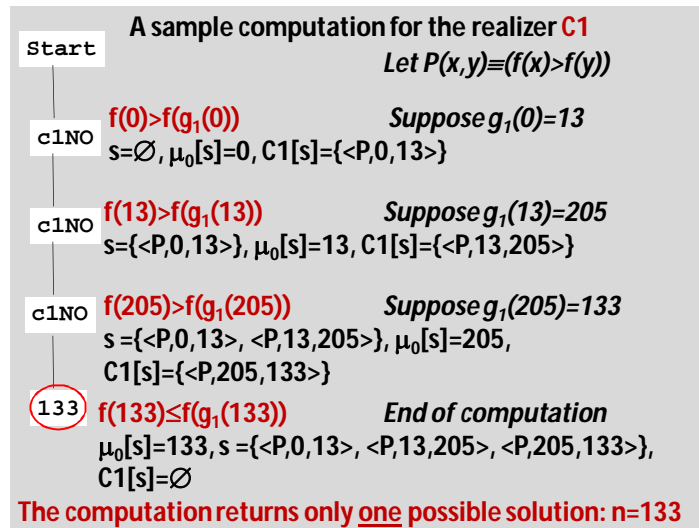 A sample computation for the realizer C1
Start
Let P(x,y)≡(f(x)>f(y))
f(0)>f(g₁(0)) Suppose g₁(0)=13
c1NO
s=∅, μ₀[s]=0, C1[s]={<P,0,13>}
f(13)>f(g₁(13)) Suppose g₁(13)=205
c1NO
s={<P,0,13>}, μ₀[s]=13, C1[s]={<P,13,205>}
f(205)>f(g₁(205)) Suppose g₁(205)=133
c1NO
s ={<P,0,13>, <P,13,205>}, μ₀[s]=205,
C1[s]={<P,205,133>}
133 f(133)≤f(g₁(133)) End of computation
μ₀[s]=133, s ={<P,0,13>, <P,13,205>, <P,205,133>},
C1[s]=∅
The computation returns only one possible solution: n=133